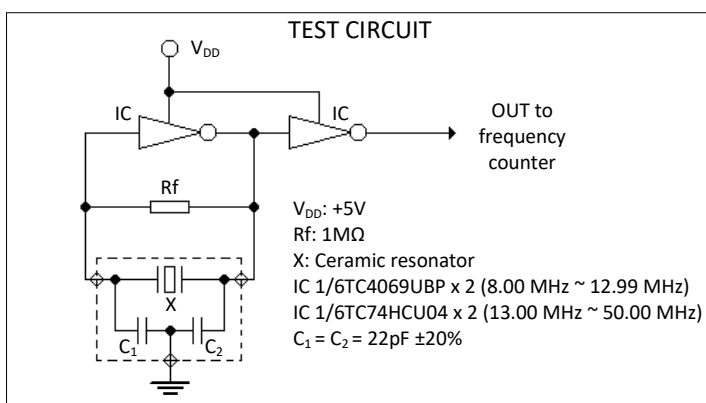 TEST CIRCUIT
V_DD
IC
IC
OUT to
frequency
counter
Rf
V_DD: +5V
Rf: 1MΩ
X: Ceramic resonator
IC 1/6TC4069UBP x 2 (8.00 MHz ~ 12.99 MHz)
IC 1/6TC74HCU04 x 2 (13.00 MHz ~ 50.00 MHz)
C₁ = C₂ = 22pF ±20%
X
C₁
C₂